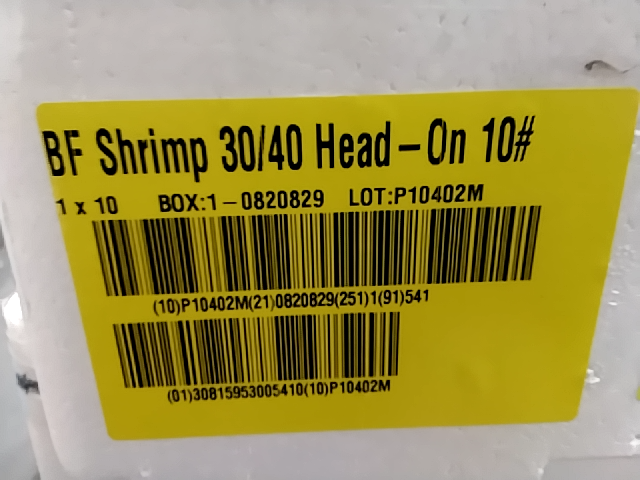 BF Shrimp 30/40 Head-On 10#
1 x 10 BOX:1-0820829 LOT:P10402M
(10)P10402M(21)0820829(251)1(91)541
(01)30815953005410(10)P10402M